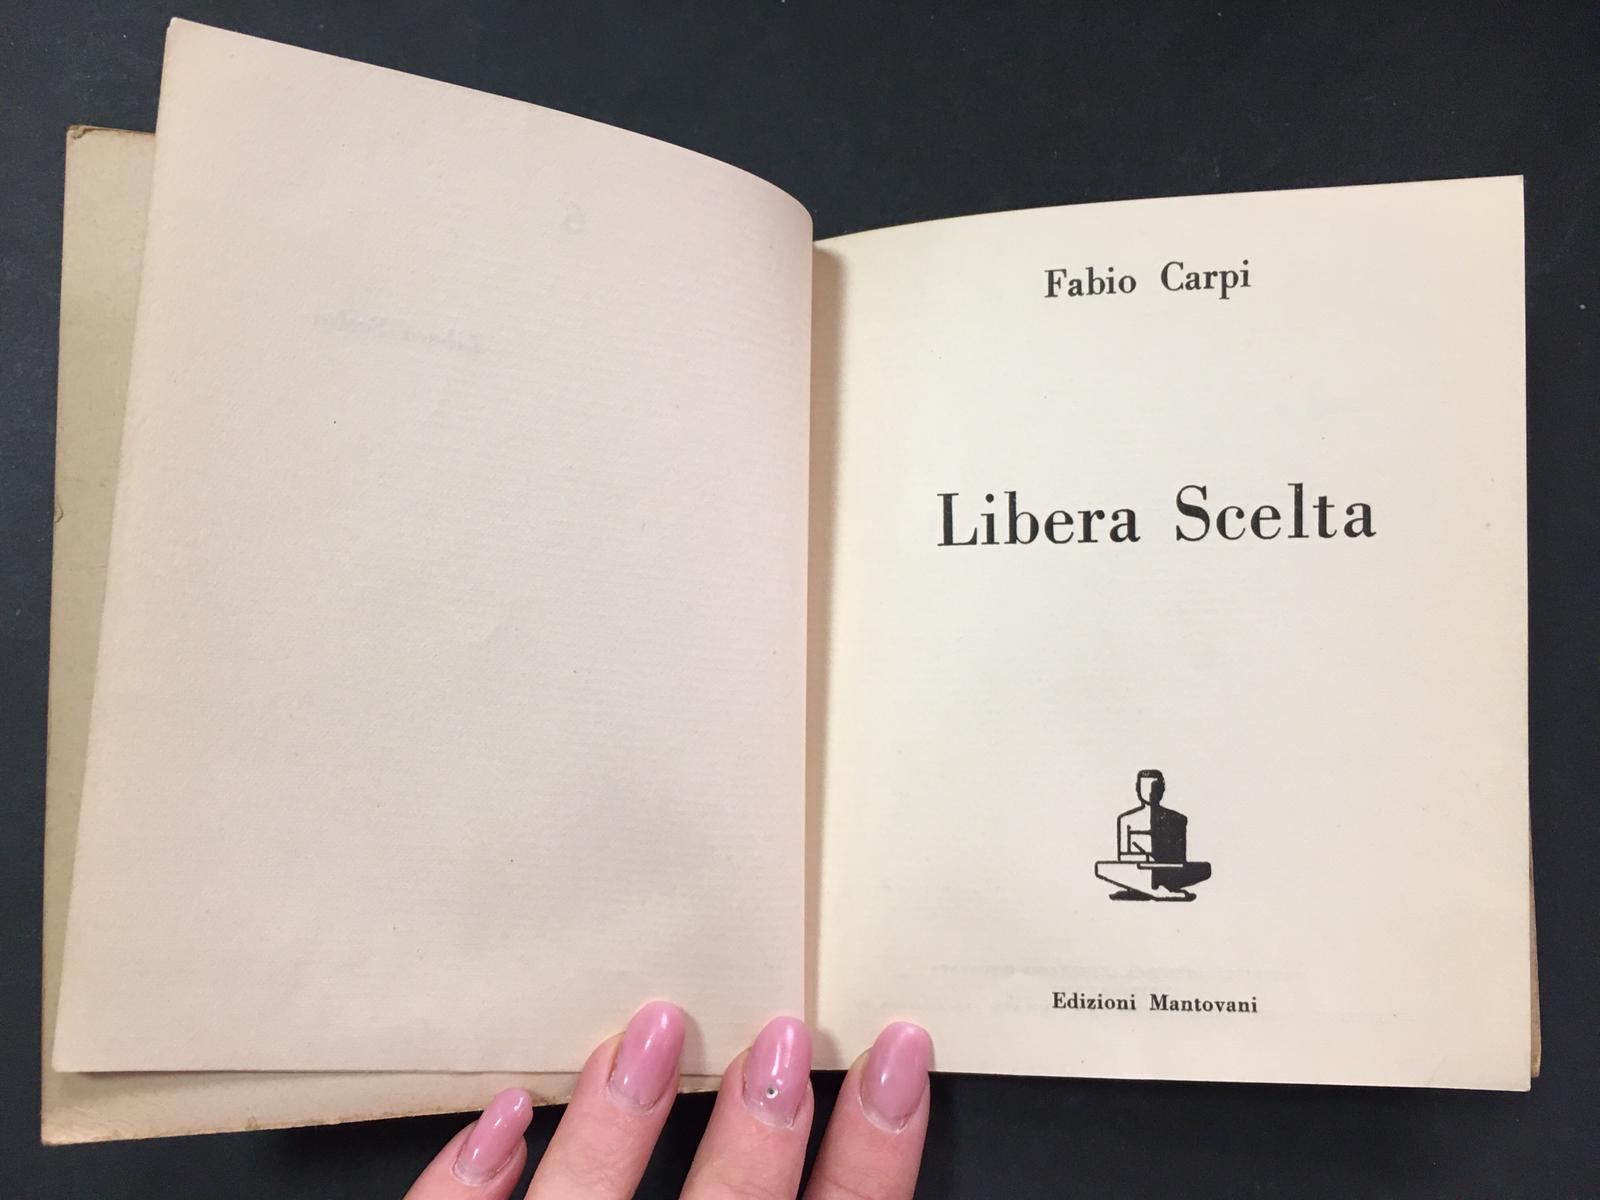 Fabio Carpi
Libera Scelta
Edizioni Mantovani